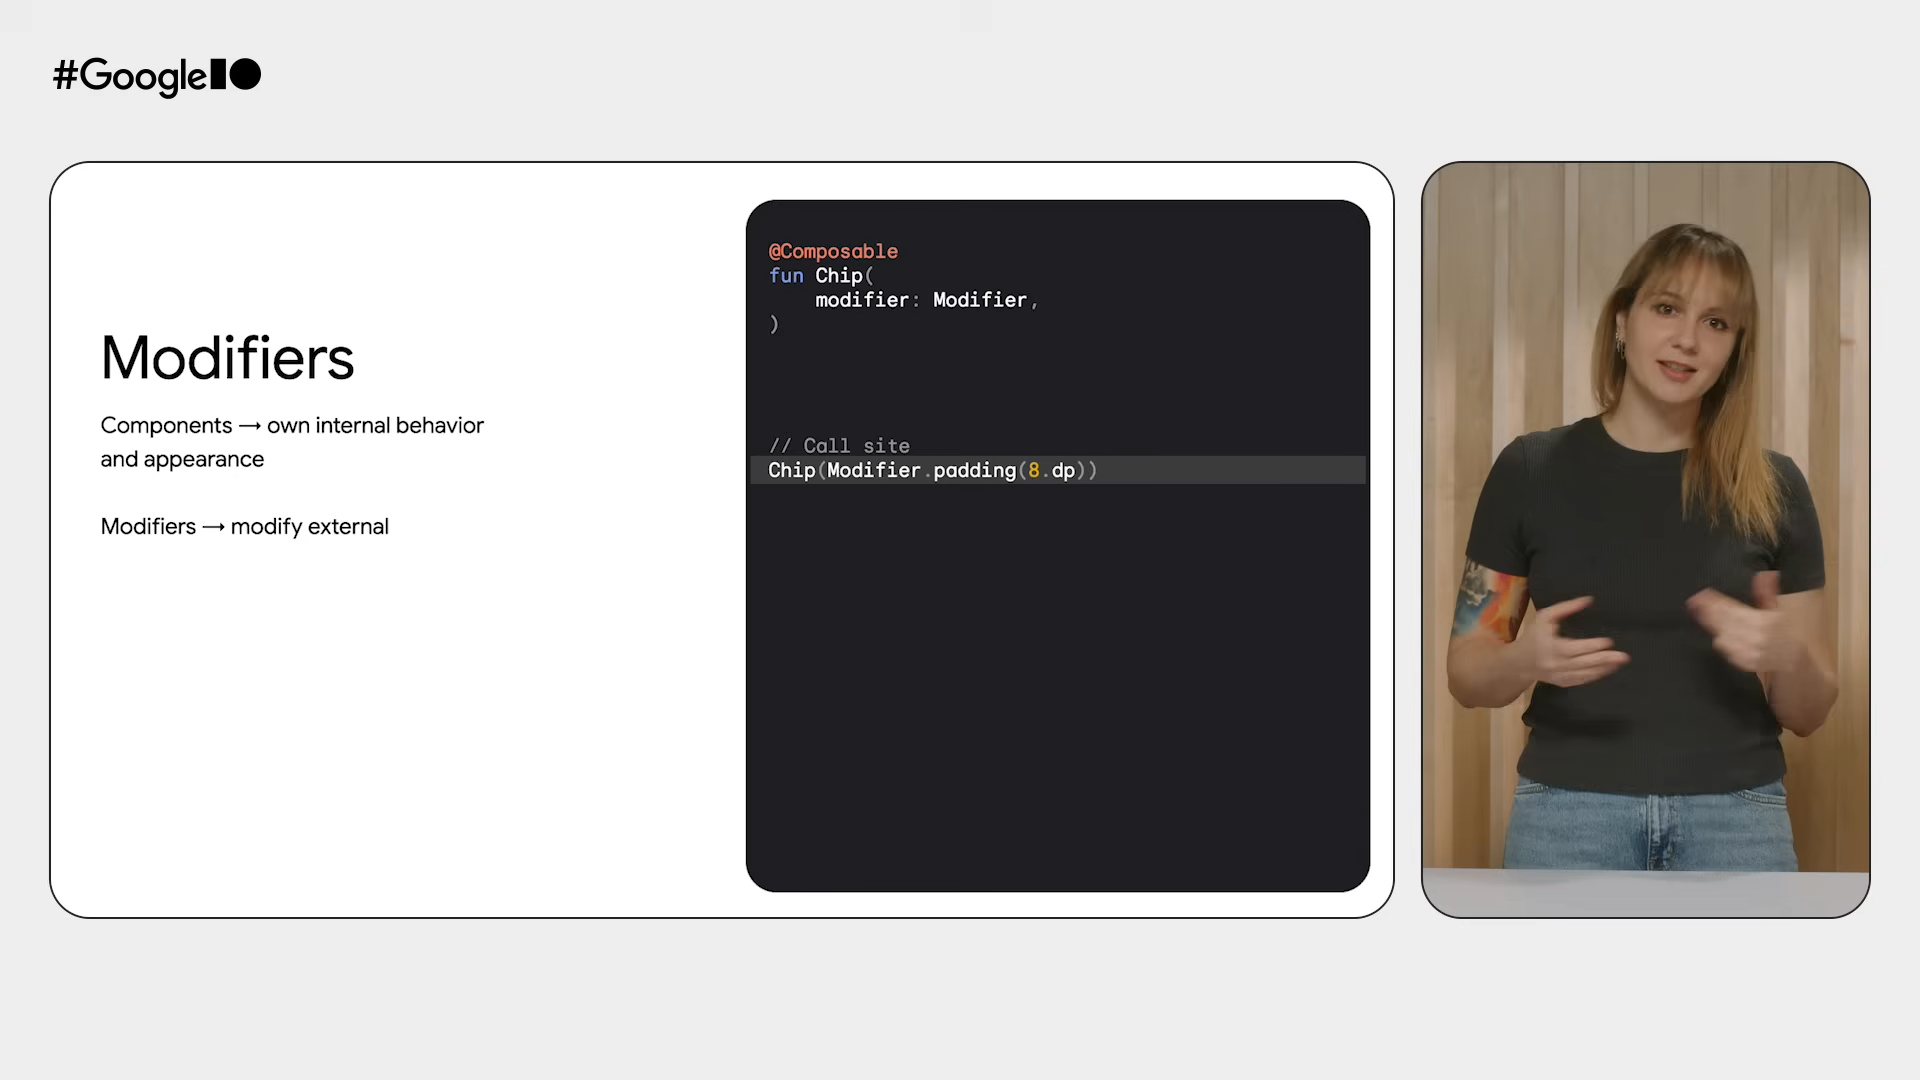 #GoogleIO
Modifiers
Components → own internal behavior
and appearance
Modifiers → modify external
@Composable
fun Chip(
    modifier: Modifier,
)
// Call site
Chip(Modifier.padding(8.dp))